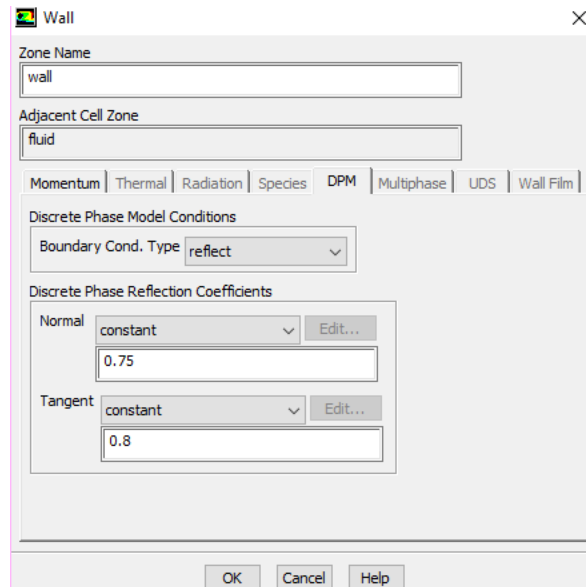 Wall
Zone Name
wall
Adjacent Cell Zone
fluid
Momentum Thermal Radiation Species DPM Multiphase UDS Wall Film
Discrete Phase Model Conditions
Boundary Cond. Type reflect
Discrete Phase Reflection Coefficients
Normal constant Edit...
0.75
Tangent constant Edit...
0.8
OK Cancel Help